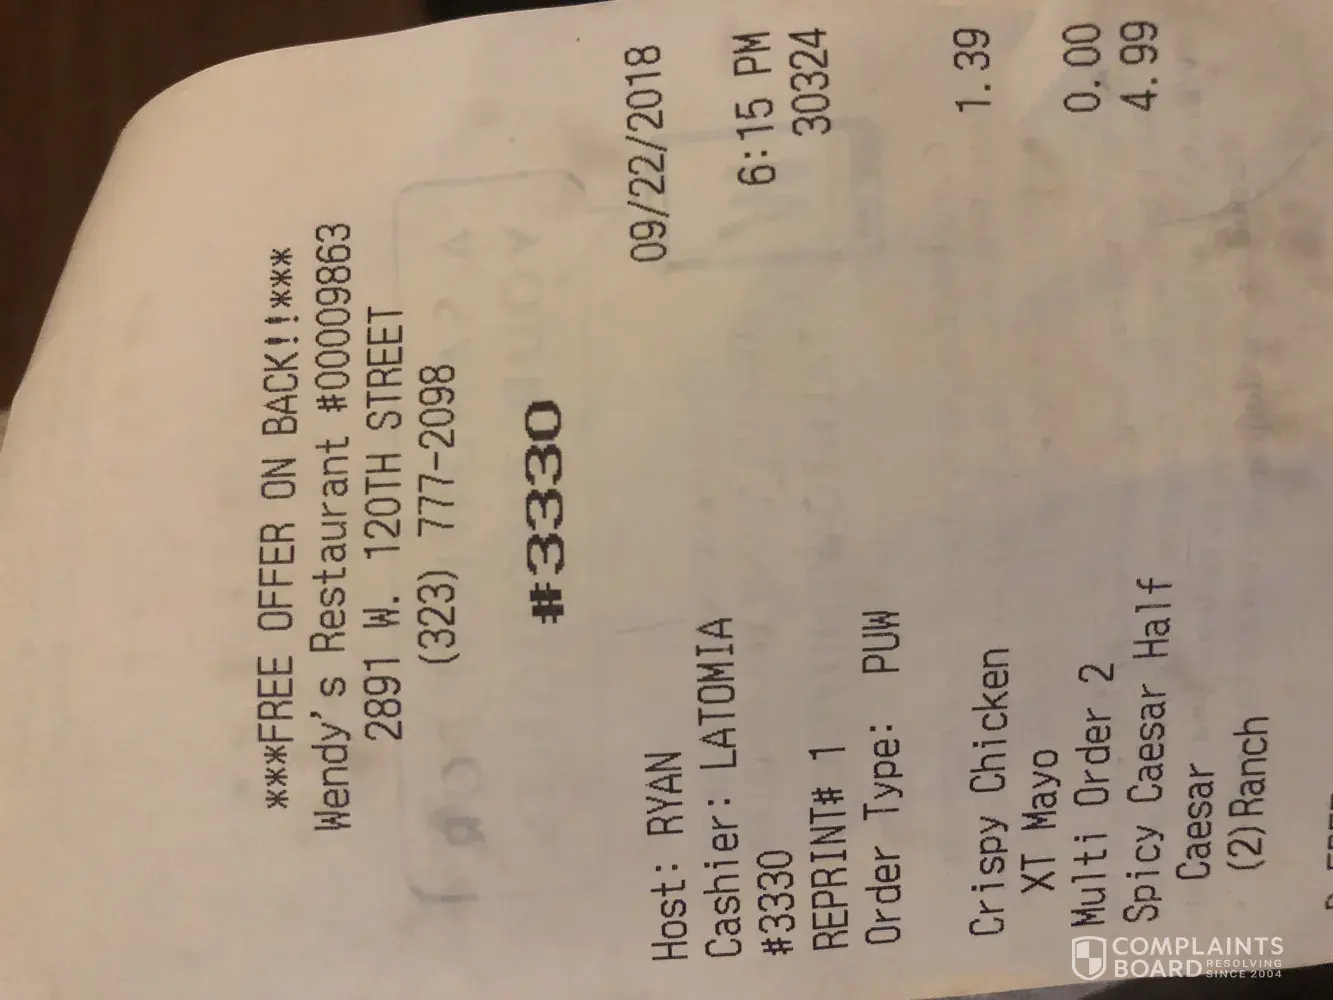 ***FREE OFFER ON BACK!!***
Wendy's Restaurant #00009863
2891 W. 120TH STREET
(323) 777-2098
#3330
Host: RYAN 09/22/2018
Cashier: LATOMIA
#3330 6:15 PM
REPRINT# 1 30324
Order Type: PUW
Crispy Chicken 1.39
XT Mayo
Multi Order 2 0.00
Spicy Caesar Half 4.99
Caesar
(2)Ranch
COMPLAINTS
BOARD RESOLVING
SINCE 2004